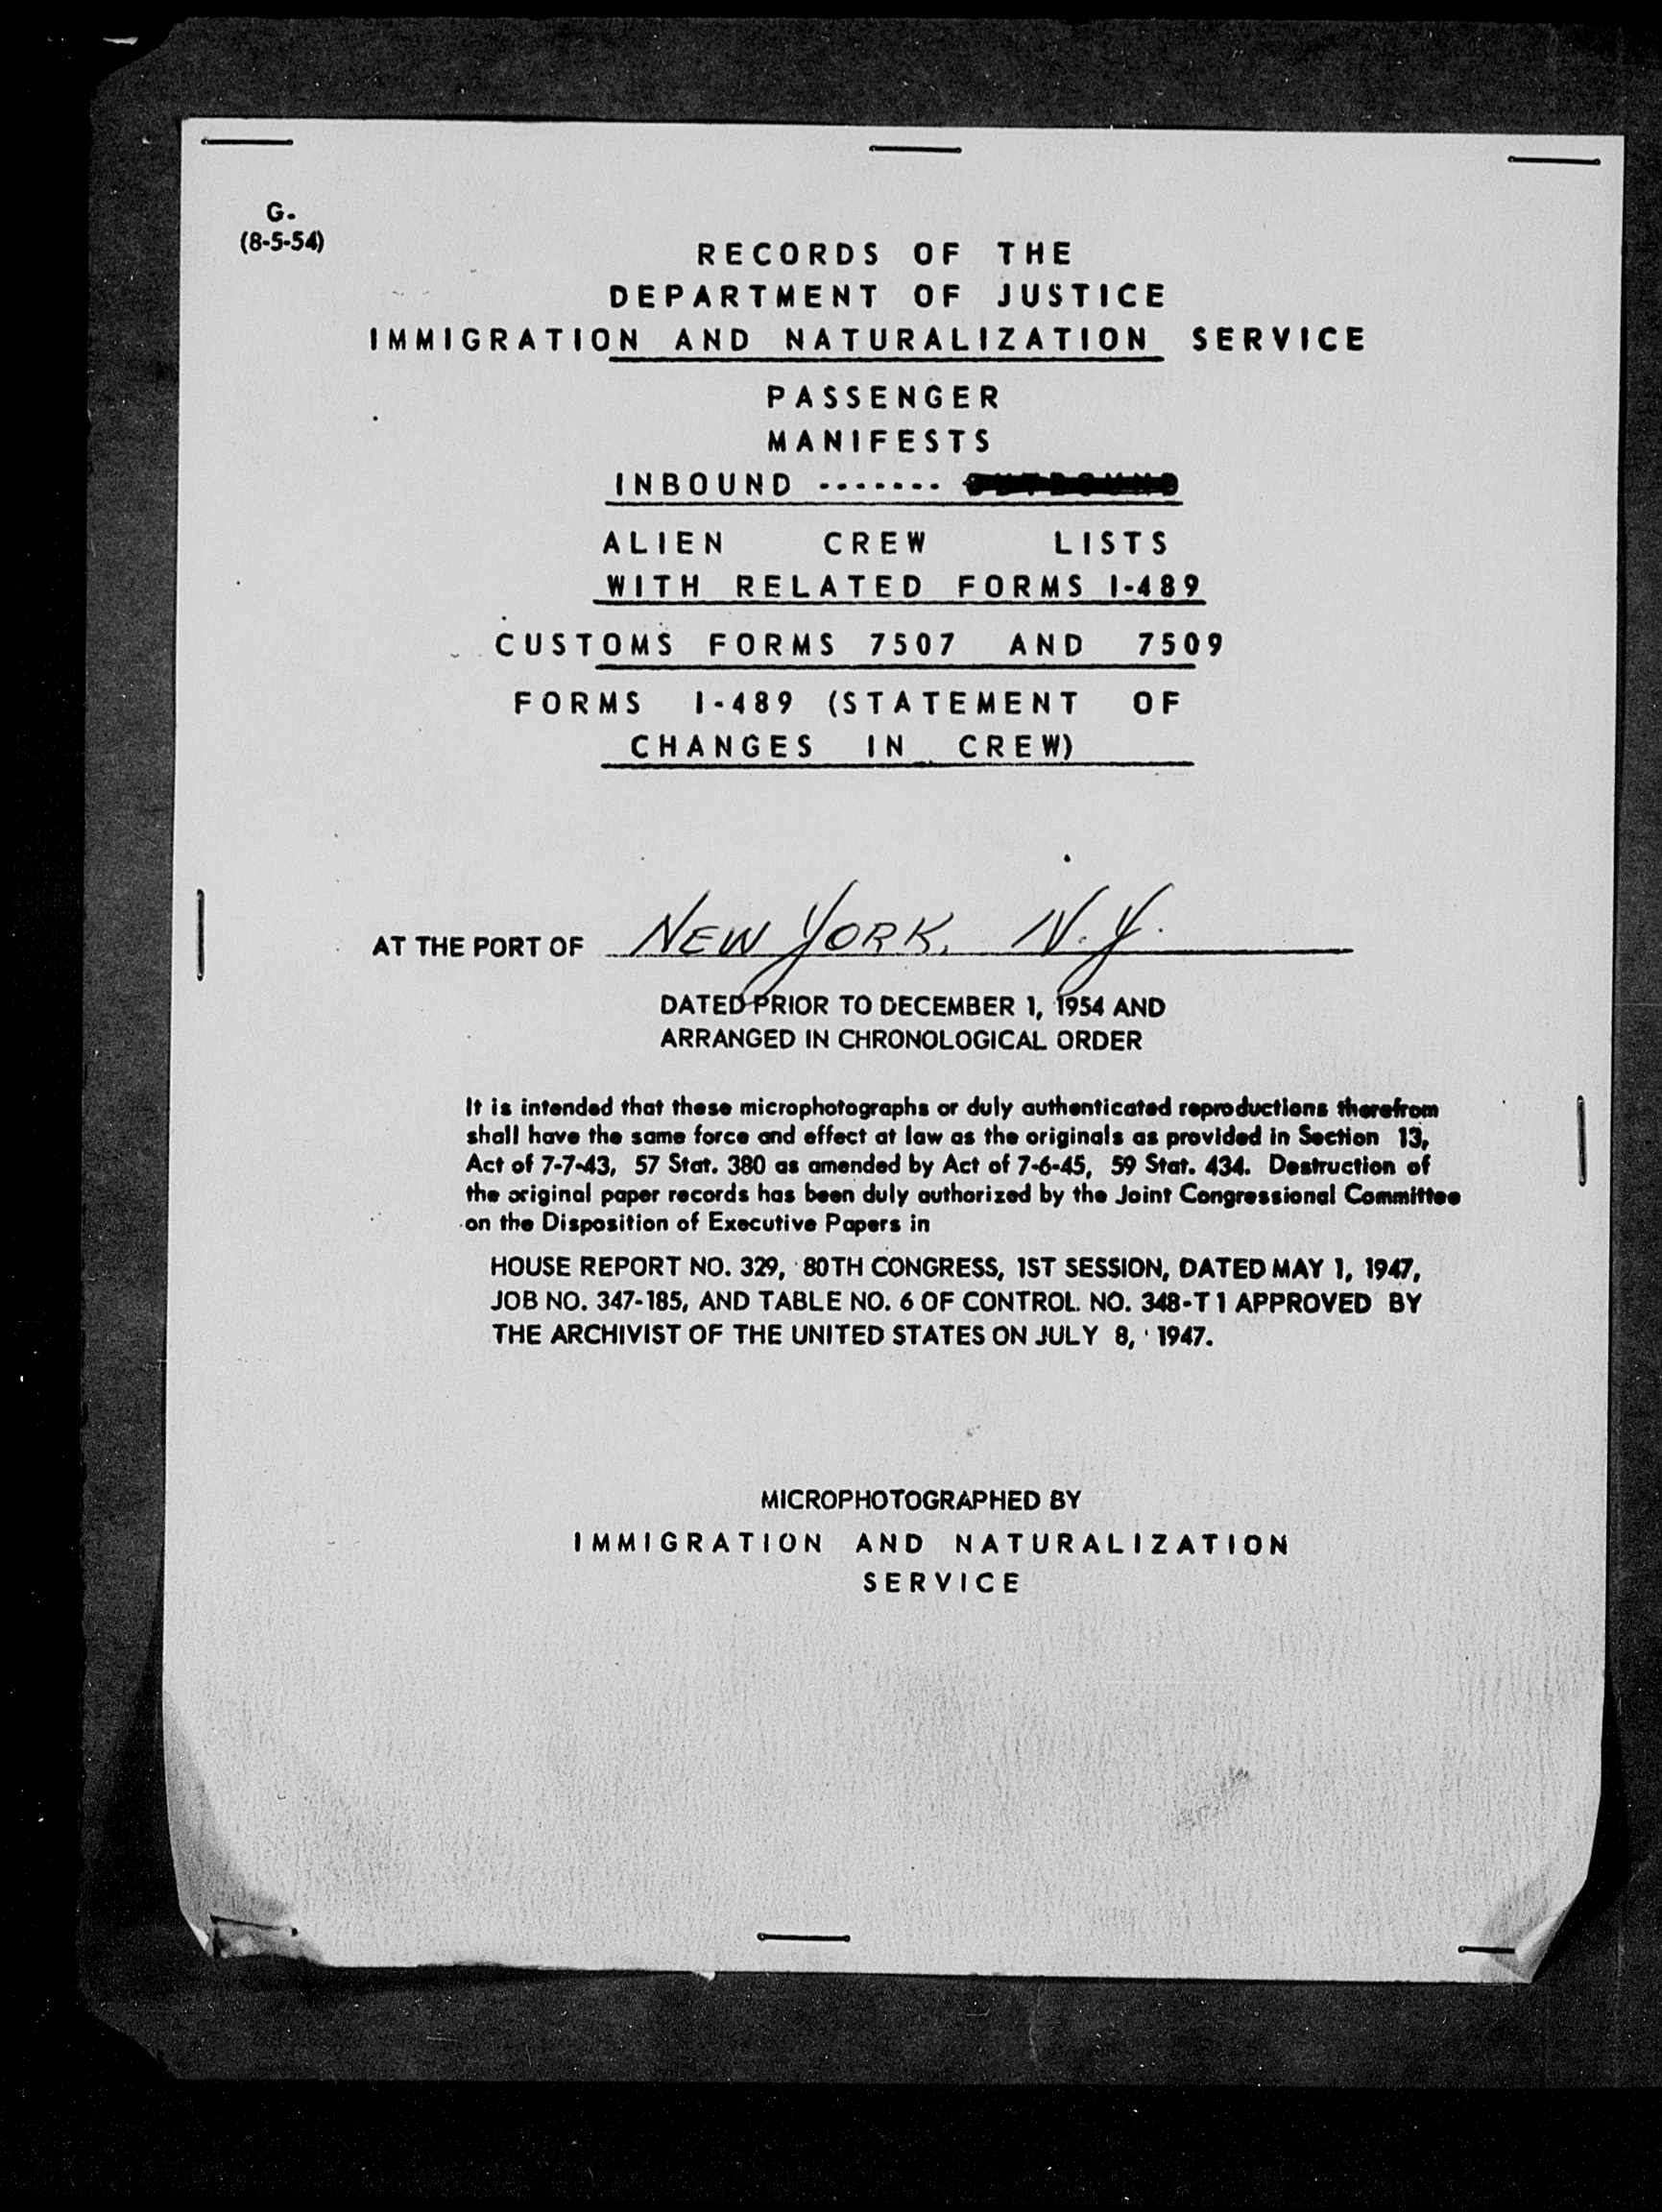 G.
(8-5-54)
RECORDS OF THE
DEPARTMENT OF JUSTICE
IMMIGRATION AND NATURALIZATION SERVICE
PASSENGER
MANIFESTS
INBOUND -------
ALIEN CREW LISTS
WITH RELATED FORMS I-489
CUSTOMS FORMS 7507 AND 7509
FORMS I-489 (STATEMENT OF
CHANGES IN CREW)
AT THE PORT OF NEW YORK, N.Y.
DATED PRIOR TO DECEMBER 1, 1954 AND
ARRANGED IN CHRONOLOGICAL ORDER
It is intended that these microphotographs or duly authenticated reproductions therefrom
shall have the same force and effect at law as the originals as provided in Section 13,
Act of 7-7-43, 57 Stat. 380 as amended by Act of 7-6-45, 59 Stat. 434. Destruction of
the original paper records has been duly authorized by the Joint Congressional Committee
on the Disposition of Executive Papers in
HOUSE REPORT NO. 329, 80TH CONGRESS, 1ST SESSION, DATED MAY 1, 1947,
JOB NO. 347-185, AND TABLE NO. 6 OF CONTROL NO. 348-T1 APPROVED BY
THE ARCHIVIST OF THE UNITED STATES ON JULY 8, 1947.
MICROPHOTOGRAPHED BY
IMMIGRATION AND NATURALIZATION
SERVICE